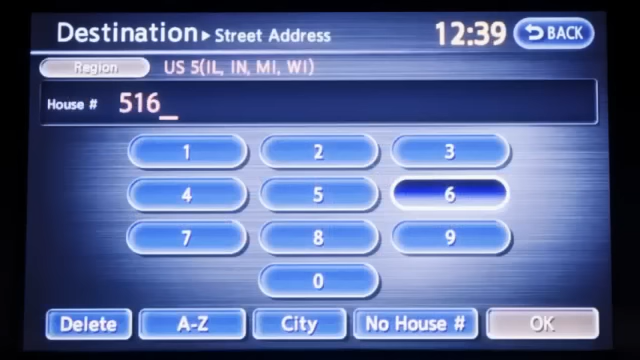 Destination ▸ Street Address 12:39 BACK
Region US 5(IL, IN, MI, WI)
House # 516_
1 2 3
4 5 6
7 8 9
0
Delete A-Z City No House # OK